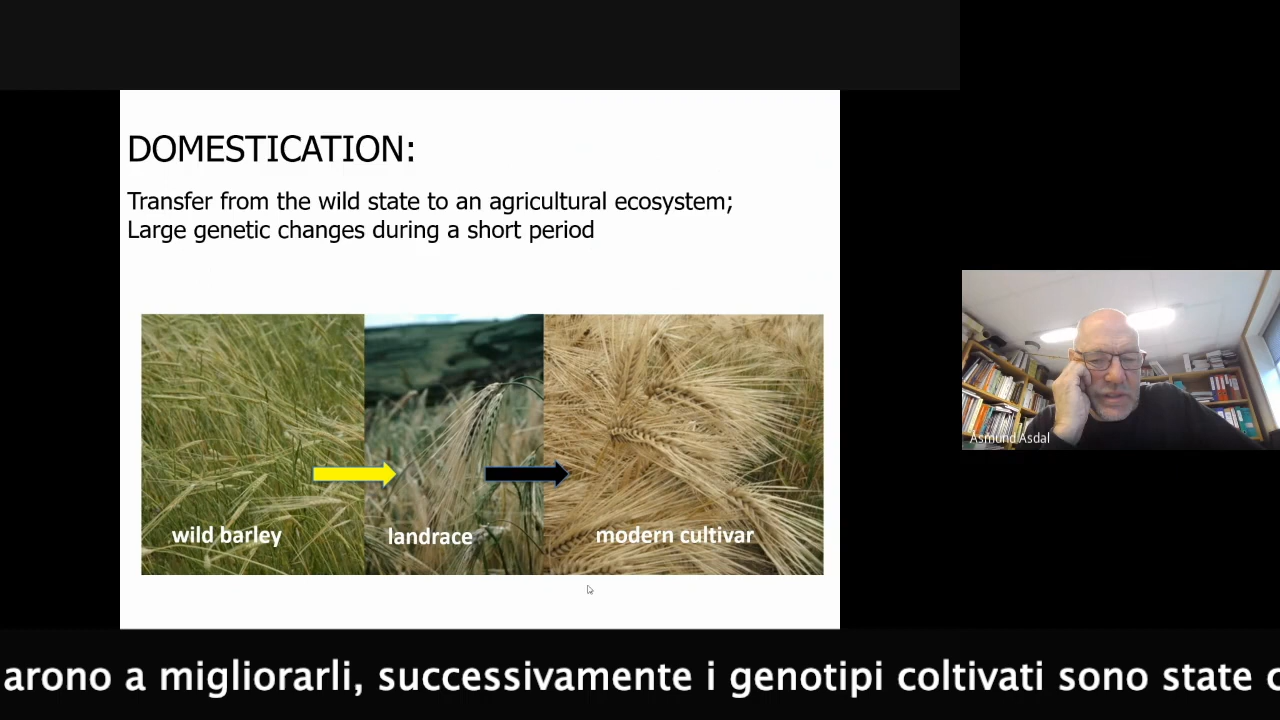 DOMESTICATION:
Transfer from the wild state to an agricultural ecosystem;
Large genetic changes during a short period
wild barley
landrace
modern cultivar
Asmund Asdal
arono a migliorarli, successivamente i genotipi coltivati sono state